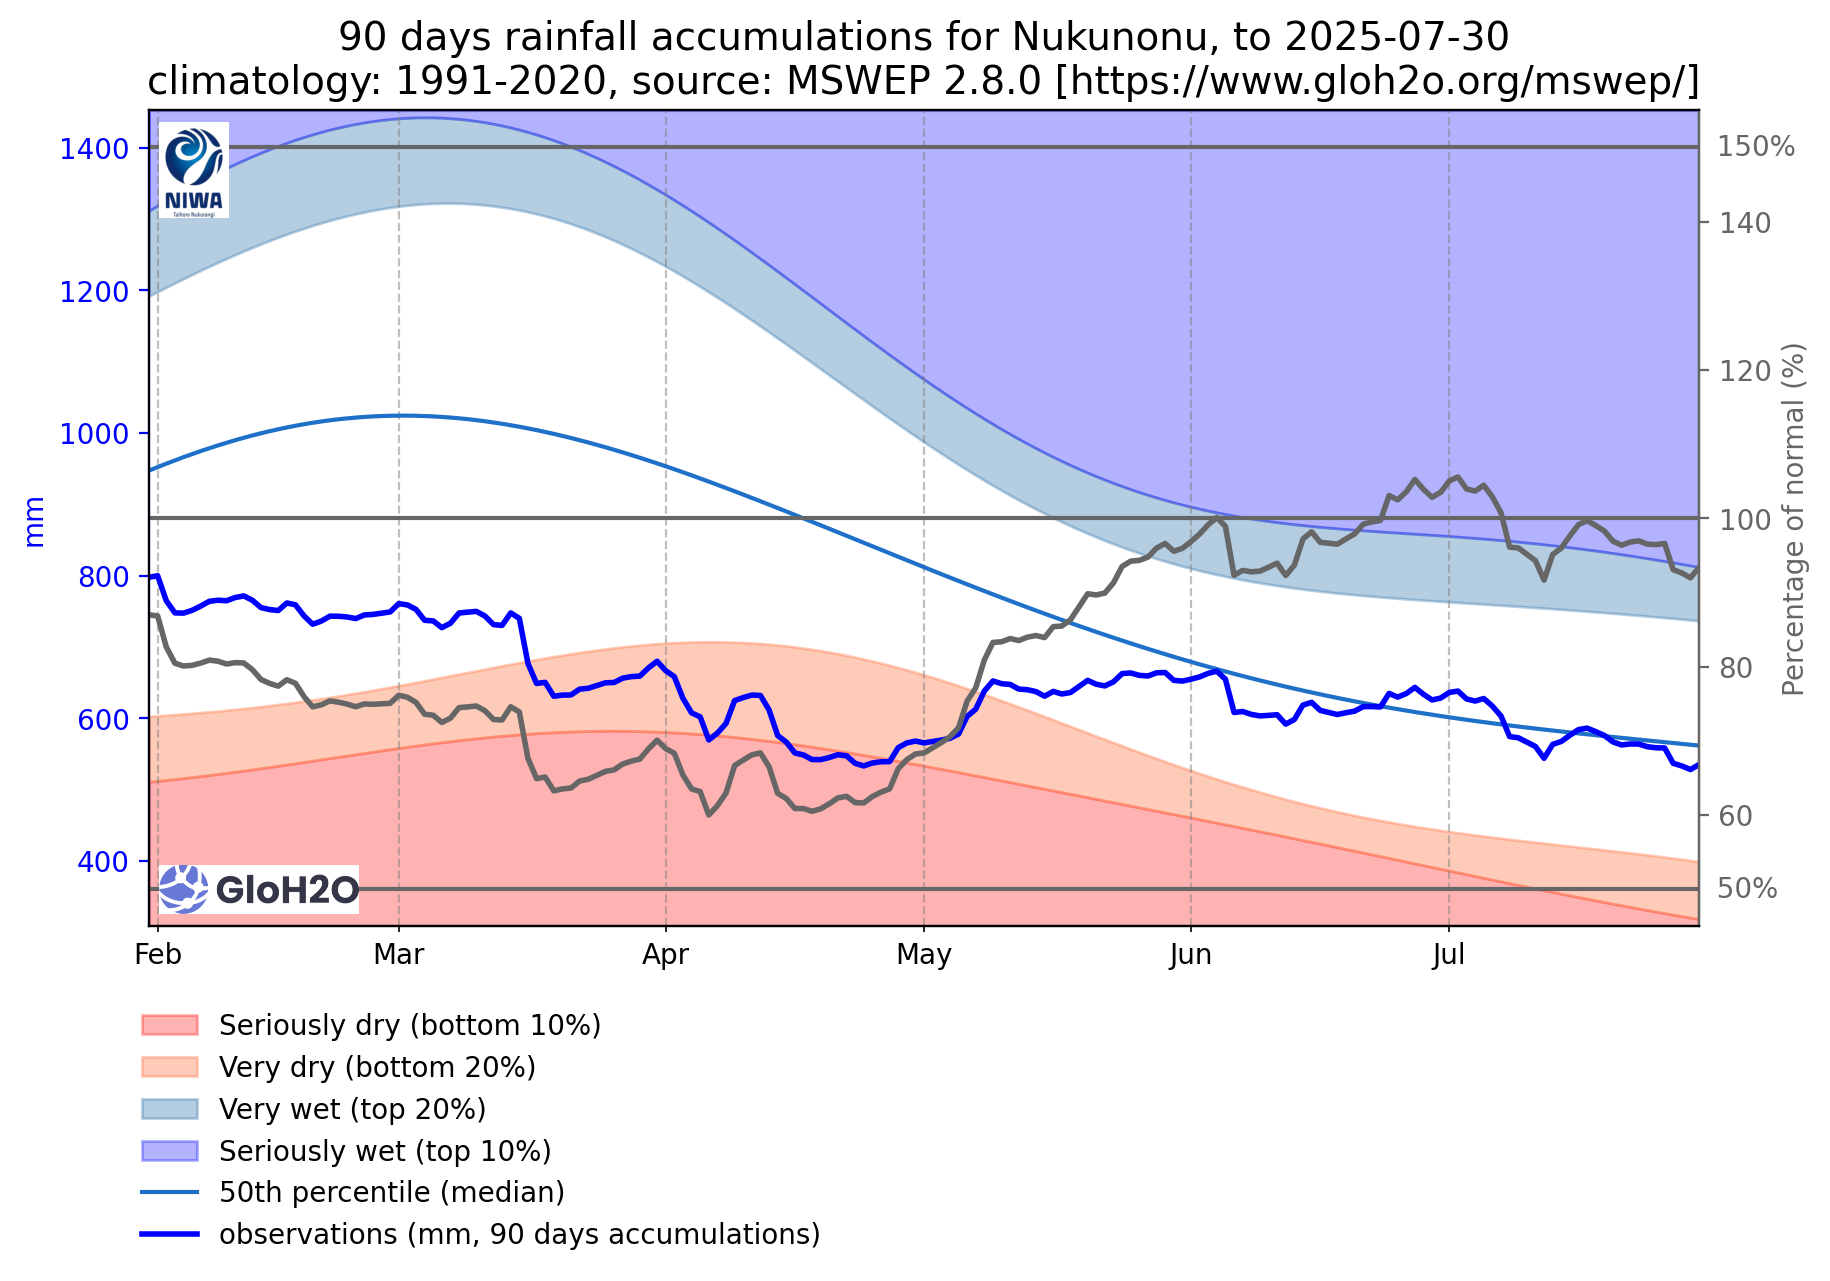 90 days rainfall accumulations for Nukunonu, to 2025-07-30
climatology: 1991-2020, source: MSWEP 2.8.0 [https://www.gloh2o.org/mswep/]
1400
1200
1000
800
600
400
mm
150%
140
120
100
80
60
50%
Percentage of normal (%)
NIWA
Taihoro Nukurangi
GloH2O
Feb Mar Apr May Jun Jul
Seriously dry (bottom 10%)
Very dry (bottom 20%)
Very wet (top 20%)
Seriously wet (top 10%)
50th percentile (median)
observations (mm, 90 days accumulations)